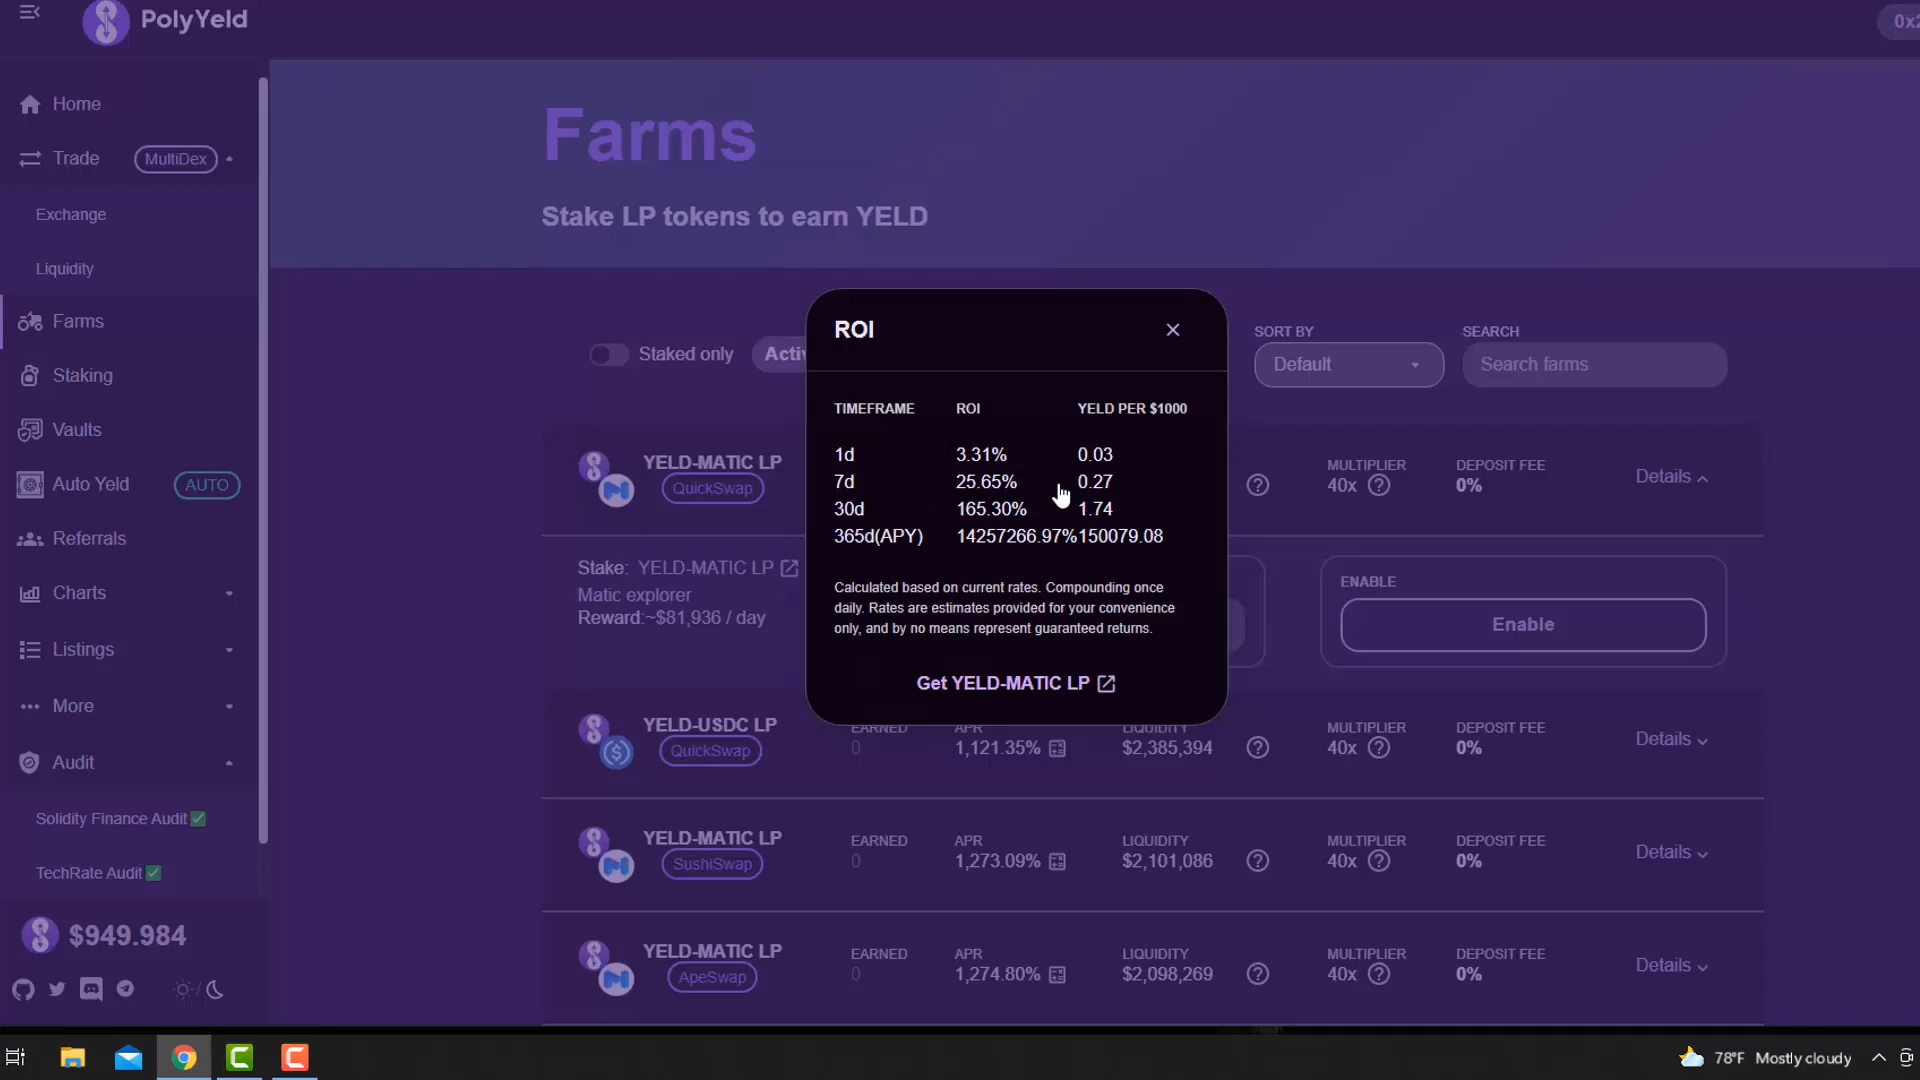 PolyYeld
0x2
Home
Trade MultiDex
Exchange
Liquidity
Farms
Staking
Vaults
Auto Yeld AUTO
Referrals
Charts
Listings
More
Audit
Solidity Finance Audit
TechRate Audit
$949.984
Farms
Stake LP tokens to earn YELD
Staked only
Acti
SORT BY
Default
SEARCH
Search farms
YELD-MATIC LP
QuickSwap
MULTIPLIER
40x
DEPOSIT FEE
0%
Details
Stake: YELD-MATIC LP
Matic explorer
Reward:~$81,936 / day
ENABLE
Enable
ROI
TIMEFRAME ROI YELD PER $1000
1d 3.31% 0.03
7d 25.65% 0.27
30d 165.30% 1.74
365d(APY) 14257266.97%150079.08
Calculated based on current rates. Compounding once
daily. Rates are estimates provided for your convenience
only, and by no means represent guaranteed returns.
Get YELD-MATIC LP
YELD-USDC LP
QuickSwap
EARNED
0
APR
1,121.35%
LIQUIDITY
$2,385,394
MULTIPLIER
40x
DEPOSIT FEE
0%
Details
YELD-MATIC LP
SushiSwap
EARNED
0
APR
1,273.09%
LIQUIDITY
$2,101,086
MULTIPLIER
40x
DEPOSIT FEE
0%
Details
YELD-MATIC LP
ApeSwap
EARNED
0
APR
1,274.80%
LIQUIDITY
$2,098,269
MULTIPLIER
40x
DEPOSIT FEE
0%
Details
78°F Mostly cloudy